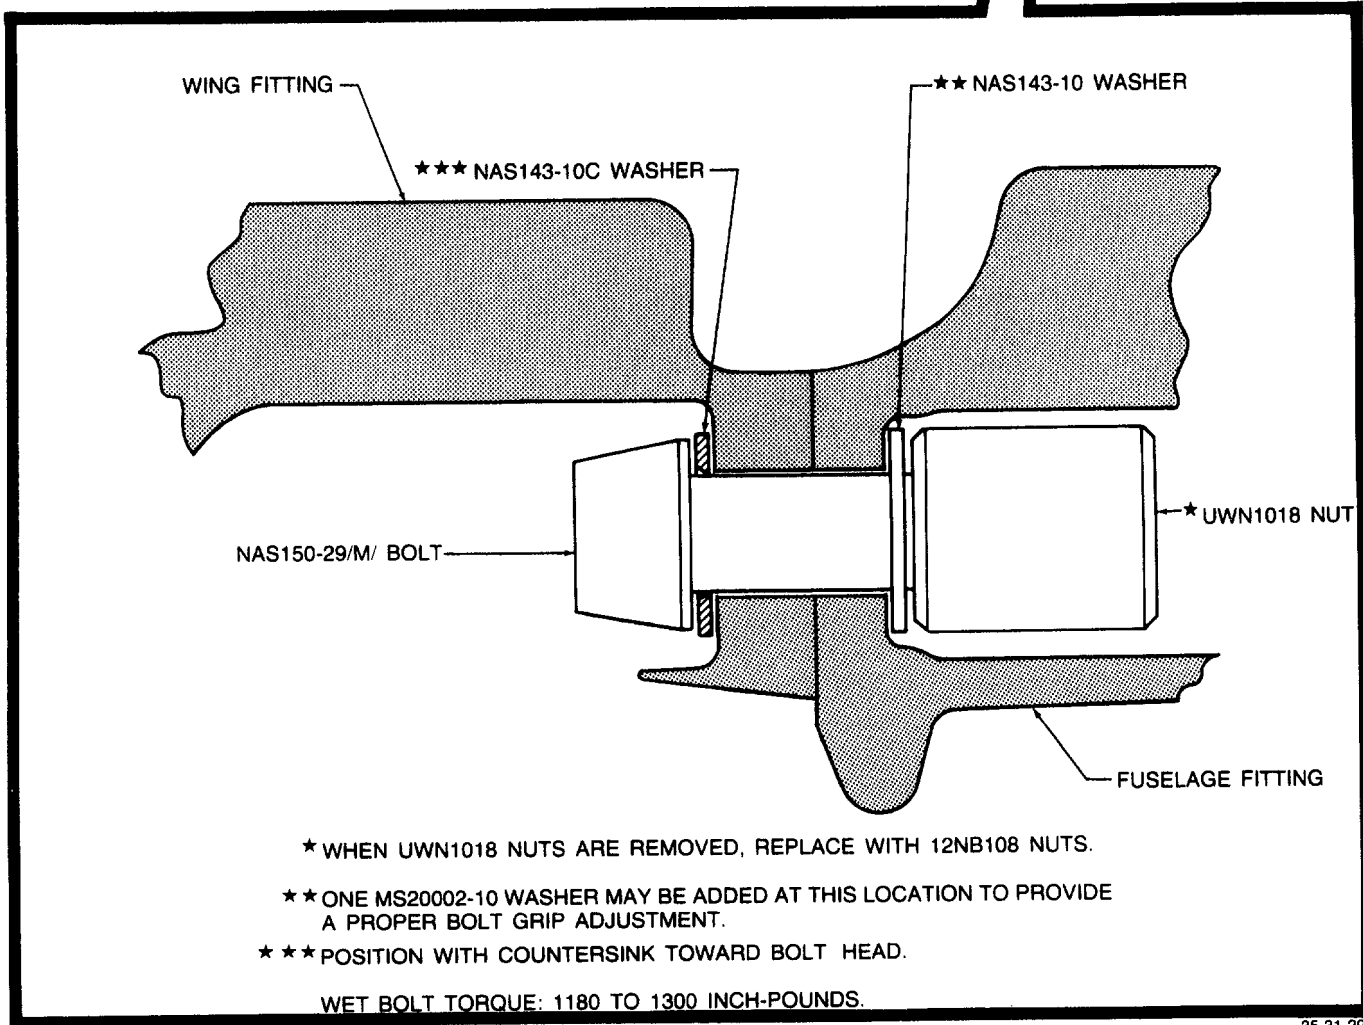 WING FITTING
★★ NAS143-10 WASHER
★★★ NAS143-10C WASHER
★ UWN1018 NUT
NAS150-29/M/ BOLT
FUSELAGE FITTING
★ WHEN UWN1018 NUTS ARE REMOVED, REPLACE WITH 12NB108 NUTS.
★★ ONE MS20002-10 WASHER MAY BE ADDED AT THIS LOCATION TO PROVIDE
A PROPER BOLT GRIP ADJUSTMENT.
★★★ POSITION WITH COUNTERSINK TOWARD BOLT HEAD.
WET BOLT TORQUE: 1180 TO 1300 INCH-POUNDS.